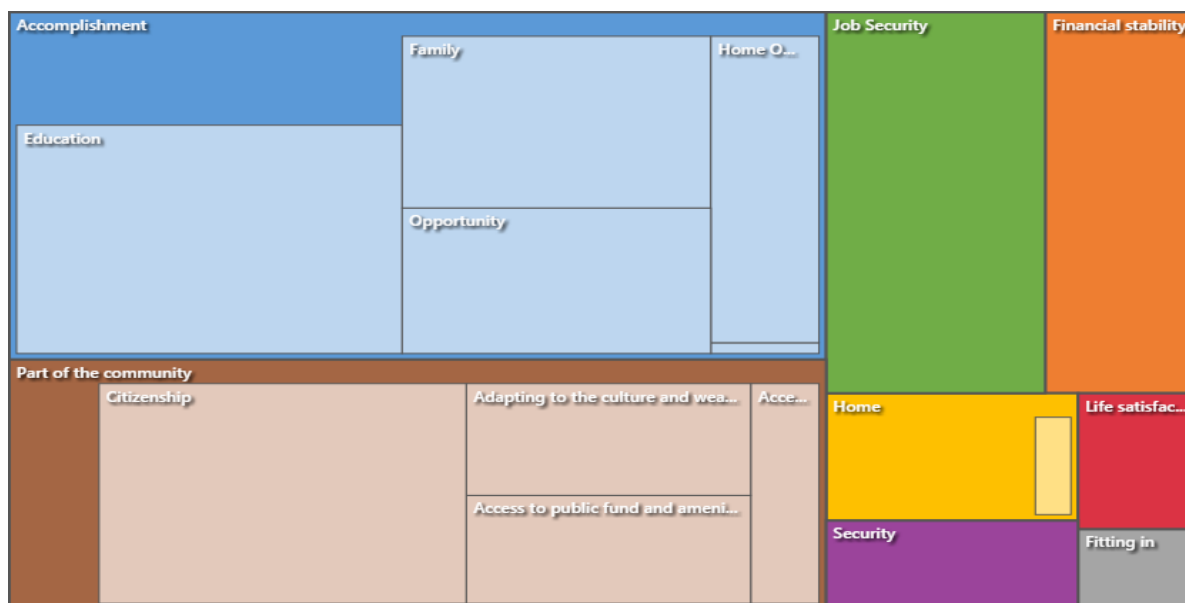 Accomplishment
Family
Home O...
Education
Opportunity
Job Security
Financial stability
Part of the community
Citizenship
Adapting to the culture and wea...
Acce...
Access to public fund and ameni...
Home
Life satisfac...
Security
Fitting in